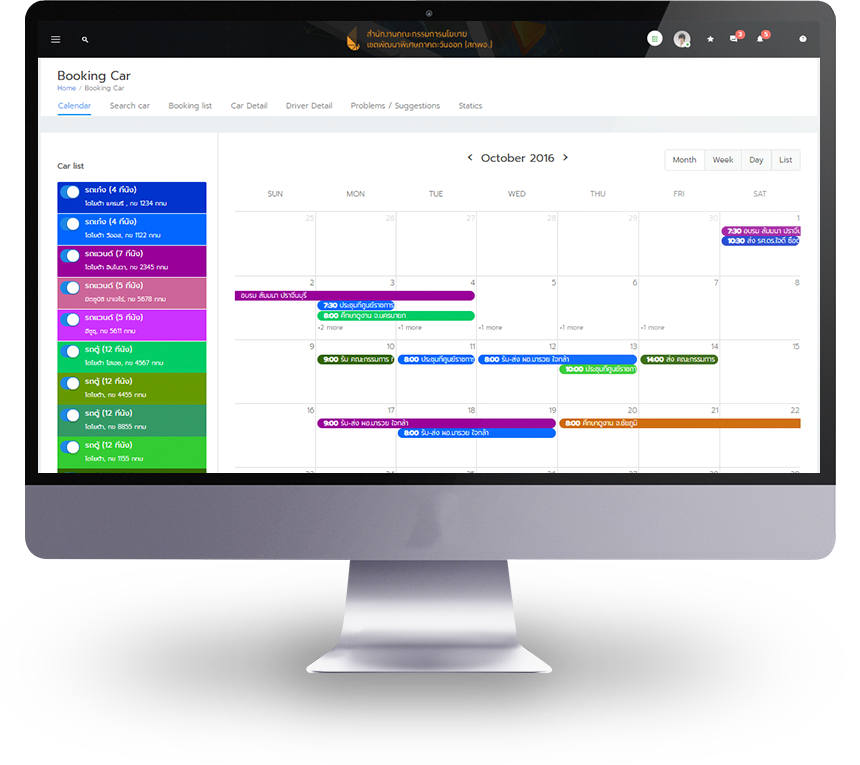 สำนักงานคณะกรรมการนโยบาย
เขตพัฒนาพิเศษภาคตะวันออก (สกพอ.)
3
5
Booking Car
Home / Booking Car
Calendar Search car Booking list Car Detail Driver Detail Problems / Suggestions Statics
Car list
รถเก๋ง (4 ที่นั่ง)
โตโยต้า แครมรี่ , กข 1234 กทม
รถเก๋ง (4 ที่นั่ง)
โตโยต้า วีออส, กข 1122 กทม
รถแวนด์ (7 ที่นั่ง)
โตโยต้า อินโนวา, กข 2345 กทม
รถแวนด์ (5 ที่นั่ง)
มิตซูบิชิ ปาเจโร่, กข 5678 กทม
รถแวนด์ (5 ที่นั่ง)
อีซูซุ, กข 5611 กทม
รถตู้ (12 ที่นั่ง)
โตโยต้า ไฮเอซ, กข 4567 กทม
รถตู้ (12 ที่นั่ง)
โตโยต้า, กข 4455 กทม
รถตู้ (12 ที่นั่ง)
โตโยต้า, กข 8855 กทม
รถตู้ (12 ที่นั่ง)
โตโยต้า, กข 1155 กทม
October 2016
Month Week Day List
SUN MON TUE WED THU FRI SAT
25 26 27 28 29 30 1
7:30 อบรม สัมมนา ปราจีนบุ
10:30 ส่ง รศ.ดร.ใจดี
2 3 4 5 6 7 8
อบรม สัมมนา ปราจีนบุรี
7:30 ประชุมที่ศูนย์ราชการ
8:00 ศึกษาดูงาน จ.นครนายก
+2 more +1 more +1 more +1 more +1 more
9 10 11 12 13 14 15
9:00 รับ คณะกรรมการ
8:00 ประชุมที่ศูนย์ราชการ
8:00 รับ-ส่ง ผอ.มารวย ใจกล้า
14:00 ส่ง คณะกรรมการ
10:00 ประชุมที่ศูนย์ราชการ
16 17 18 19 20 21 22
9:00 รับ-ส่ง ผอ.มารวย ใจกล้า
8:00 ศึกษาดูงาน จ.ชัยภูมิ
8:00 รับ-ส่ง ผอ.มารวย ใจกล้า